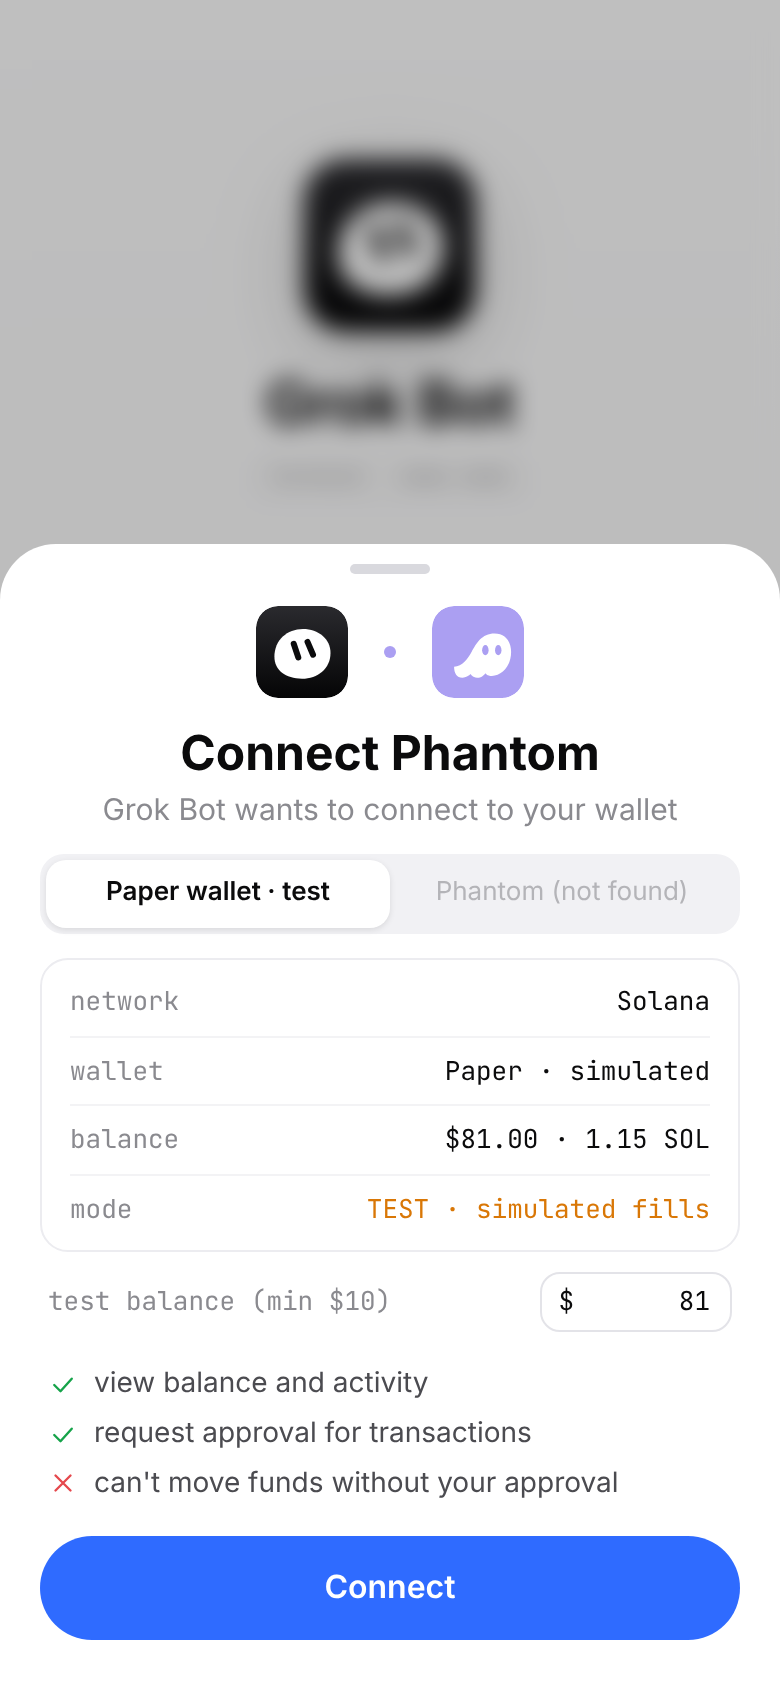 Grok Bot
Connect Phantom
Grok Bot wants to connect to your wallet
Paper wallet · test
Phantom (not found)
network Solana
wallet Paper · simulated
balance $81.00 · 1.15 SOL
mode TEST · simulated fills
test balance (min $10) $ 81
view balance and activity
request approval for transactions
can't move funds without your approval
Connect